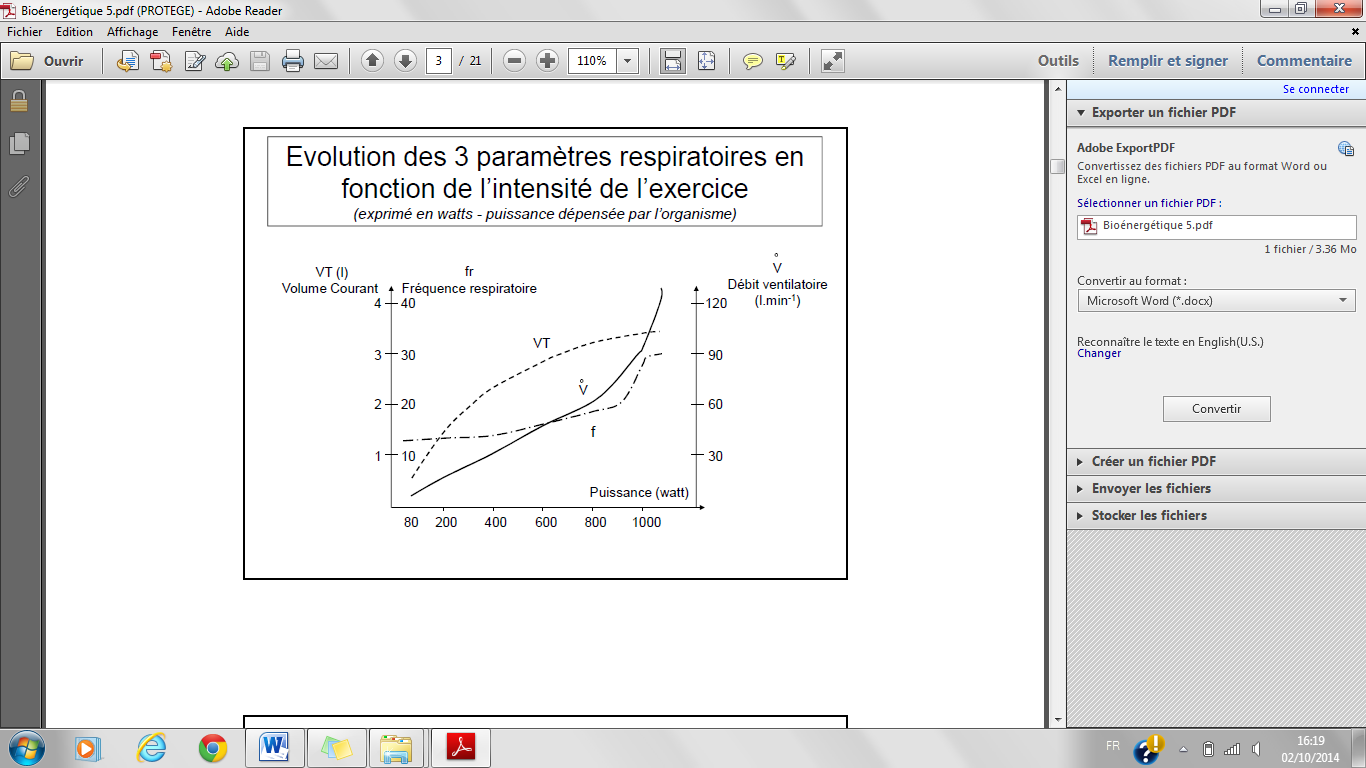 Bioénergétique 5.pdf (PROTEGE) - Adobe Reader
Fichier Edition Affichage Fenêtre Aide
Ouvrir 3 / 21 110% Outils Remplir et signer Commentaire
Se connecter
Exporter un fichier PDF
Adobe ExportPDF
Convertissez des fichiers PDF au format Word ou
Excel en ligne.
Sélectionner un fichier PDF :
Bioénergétique 5.pdf
1 fichier / 3.36 Mo
Convertir au format :
Microsoft Word (*.docx)
Reconnaître le texte en English(U.S.)
Changer
Convertir
Créer un fichier PDF
Envoyer les fichiers
Stocker les fichiers
Evolution des 3 paramètres respiratoires en
fonction de l'intensité de l'exercice
(exprimé en watts - puissance dépensée par l'organisme)
VT (l)
Volume Courant
fr
Fréquence respiratoire
V̊
Débit ventilatoire
(l.min-1)
4 40 120
VT
3 30 90
V̊
2 20 60
f
1 10 30
Puissance (watt)
80 200 400 600 800 1000
FR
16:19
02/10/2014